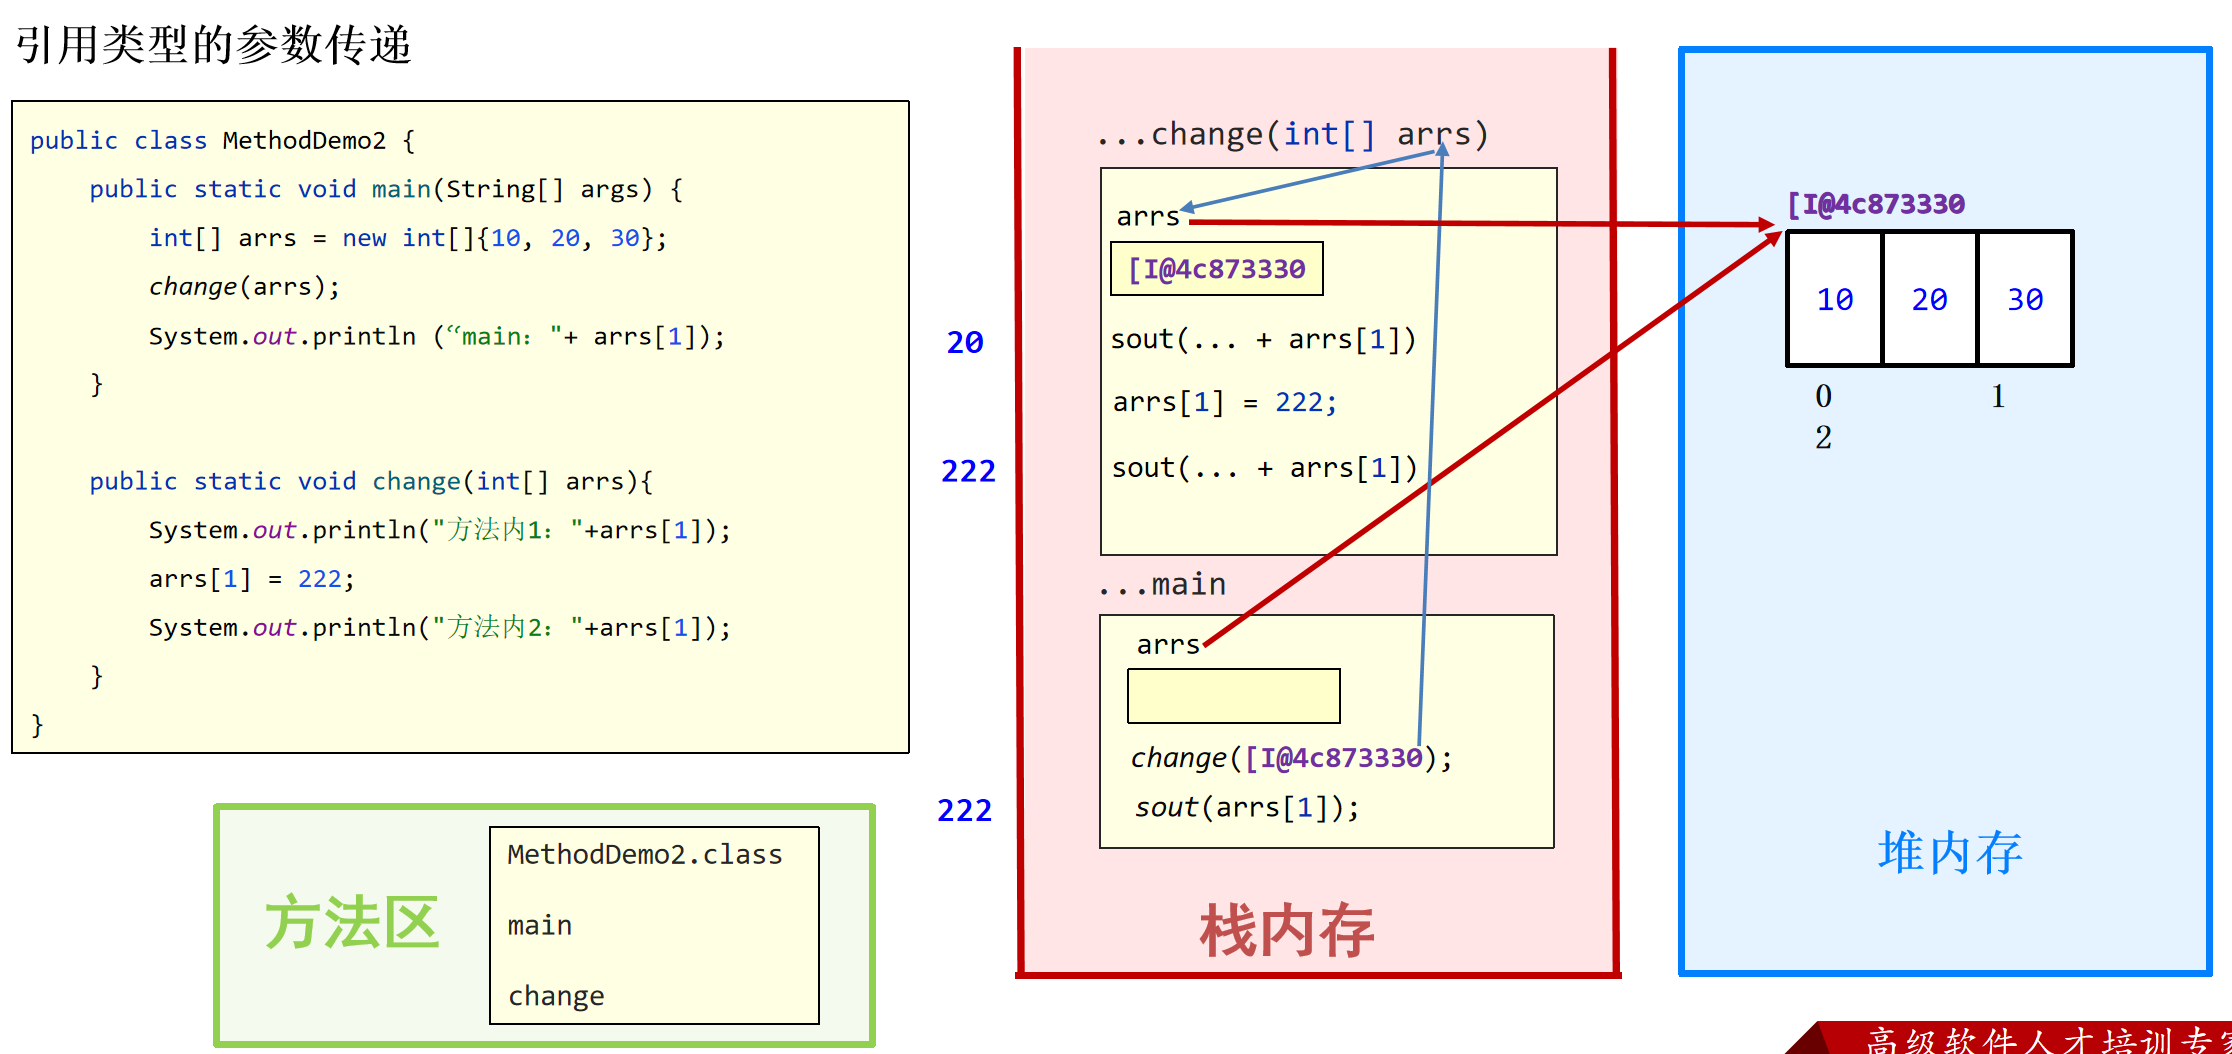 引用类型的参数传递
public class MethodDemo2 {
public static void main(String[] args) {
int[] arrs = new int[]{10, 20, 30};
change(arrs);
System.out.println (“main："+ arrs[1]);
}
public static void change(int[] arrs){
System.out.println("方法内1："+arrs[1]);
arrs[1] = 222;
System.out.println("方法内2："+arrs[1]);
}
}
方法区
MethodDemo2.class
main
change
20
222
222
...change(int[] arrs)
arrs
[I@4c873330
sout(... + arrs[1])
arrs[1] = 222;
sout(... + arrs[1])
...main
arrs
change([I@4c873330);
sout(arrs[1]);
栈内存
[I@4c873330
10 20 30
0 1
2
堆内存
高级软件人才培训专家